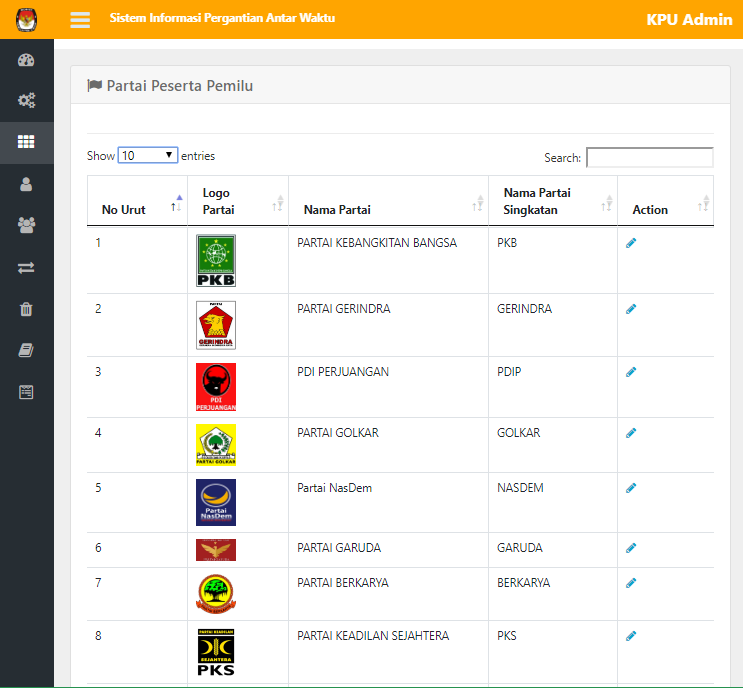 Sistem Informasi Pergantian Antar Waktu
KPU Admin
Partai Peserta Pemilu
Show 10 entries
Search:
No Urut Logo Partai Nama Partai Nama Partai Singkatan Action
1 PKB PARTAI KEBANGKITAN BANGSA PKB
2 GERINDRA PARTAI GERINDRA GERINDRA
3 PDI PERJUANGAN PDI PERJUANGAN PDIP
4 PARTAI GOLKAR PARTAI GOLKAR GOLKAR
5 Partai NasDem Partai NasDem NASDEM
6 PARTAI GARUDA GARUDA
7 PARTAI BERKARYA BERKARYA
8 PARTAI KEADILAN SEJAHTERA PKS PARTAI KEADILAN SEJAHTERA PKS